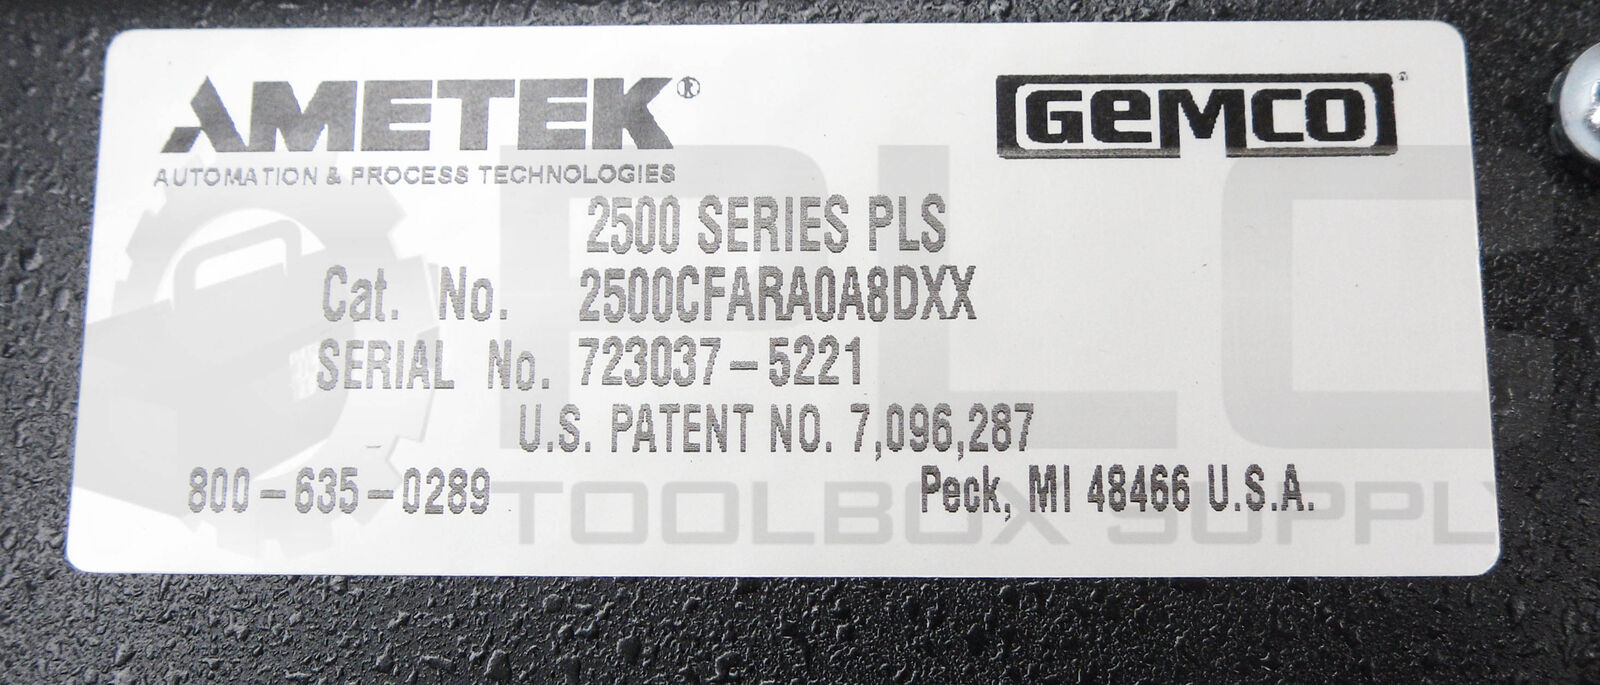 AMETEK®
GEMCO®
AUTOMATION & PROCESS TECHNOLOGIES
2500 SERIES PLS
Cat. No. 2500CFARA0A8DXX
SERIAL No. 723037-5221
U.S. PATENT NO. 7,096,287
800-635-0289
Peck, MI 48466 U.S.A.
PLC
TOOLBOX SUPPLY